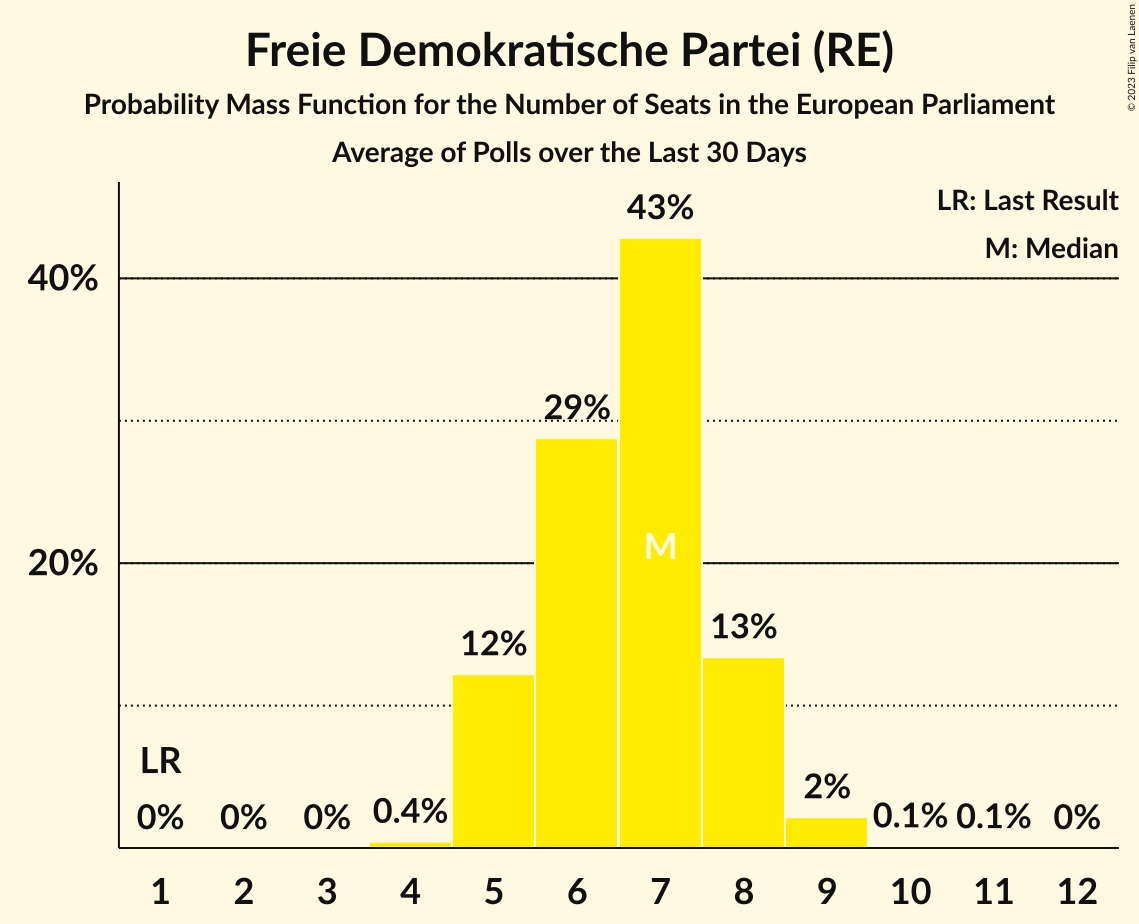 Freie Demokratische Partei (RE)
Probability Mass Function for the Number of Seats in the European Parliament
Average of Polls over the Last 30 Days
© 2023 Filip van Laenen
LR: Last Result
M: Median
43%
40%
29%
M
20%
13%
12%
LR
2%
0% 0% 0% 0.4% 0.1% 0.1% 0%
1 2 3 4 5 6 7 8 9 10 11 12